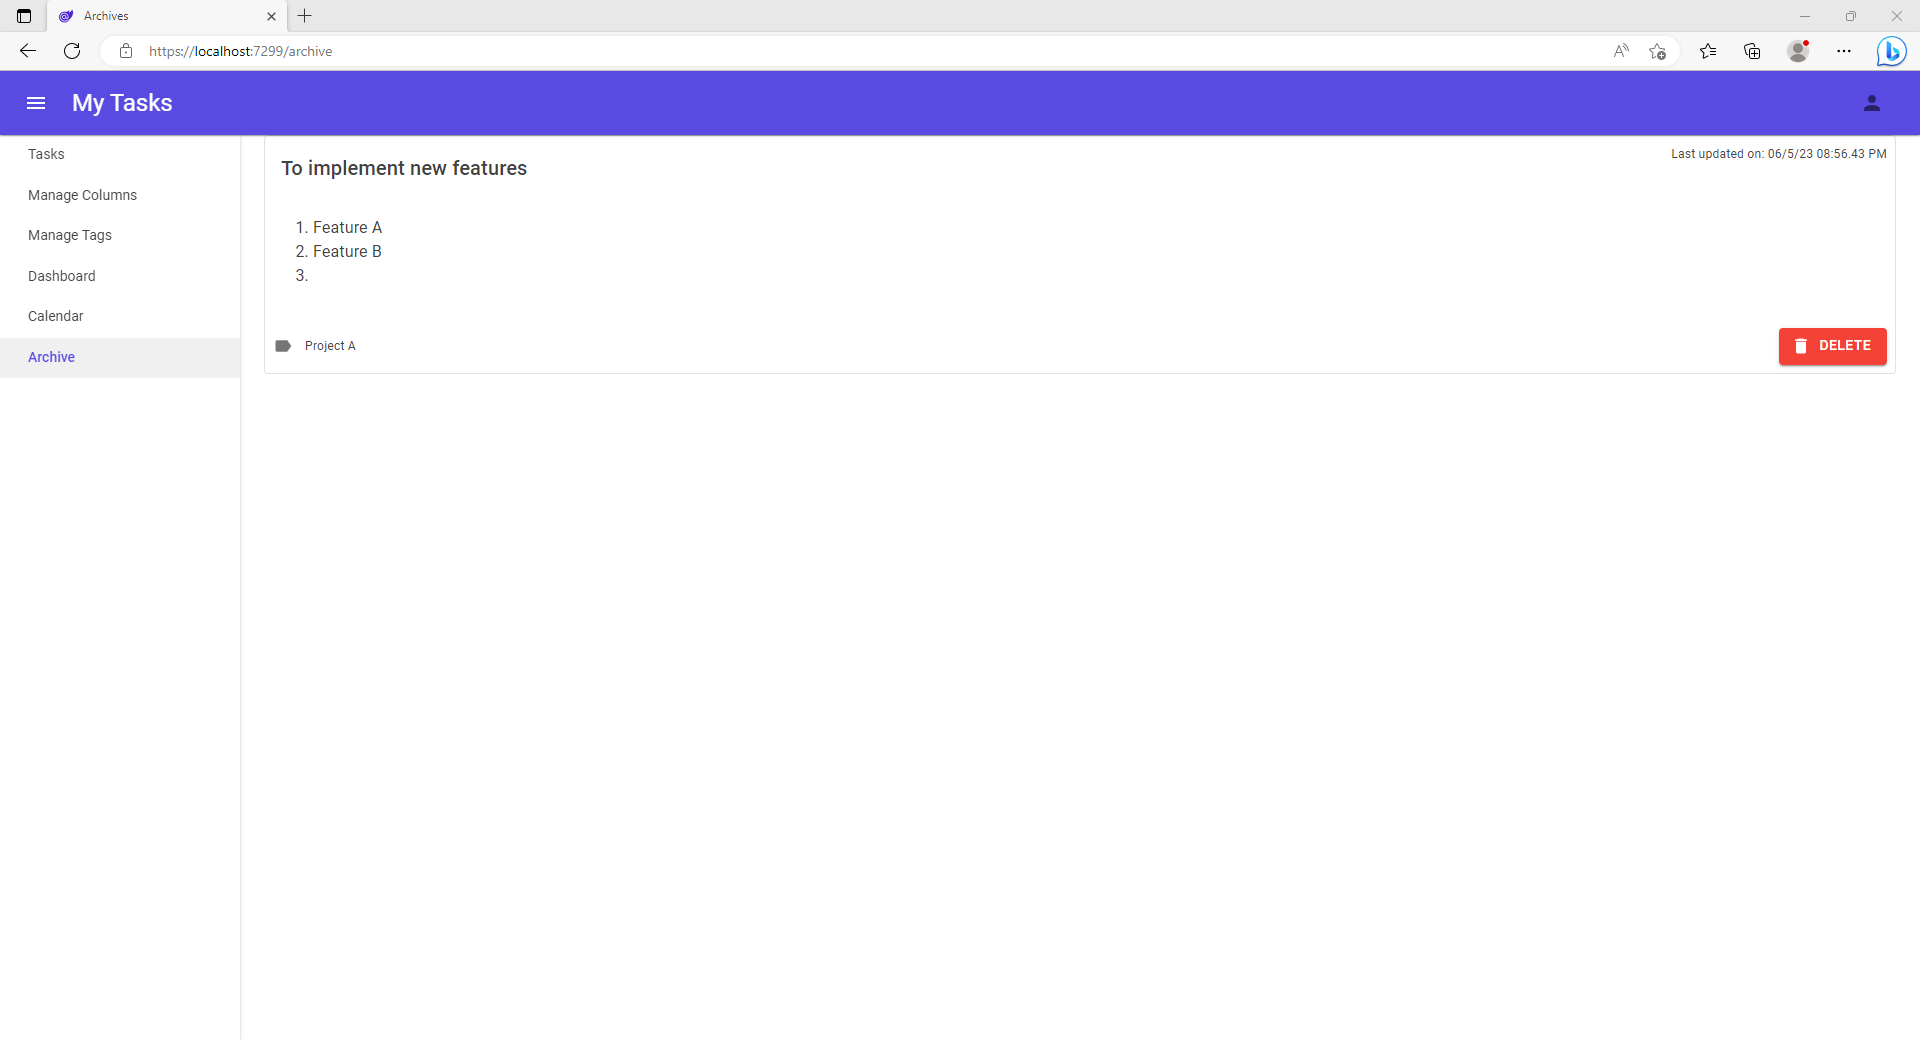 Archives
https://localhost:7299/archive
My Tasks
Tasks
Manage Columns
Manage Tags
Dashboard
Calendar
Archive
To implement new features
Last updated on: 06/5/23 08:56.43 PM
1. Feature A
2. Feature B
3.
Project A
DELETE